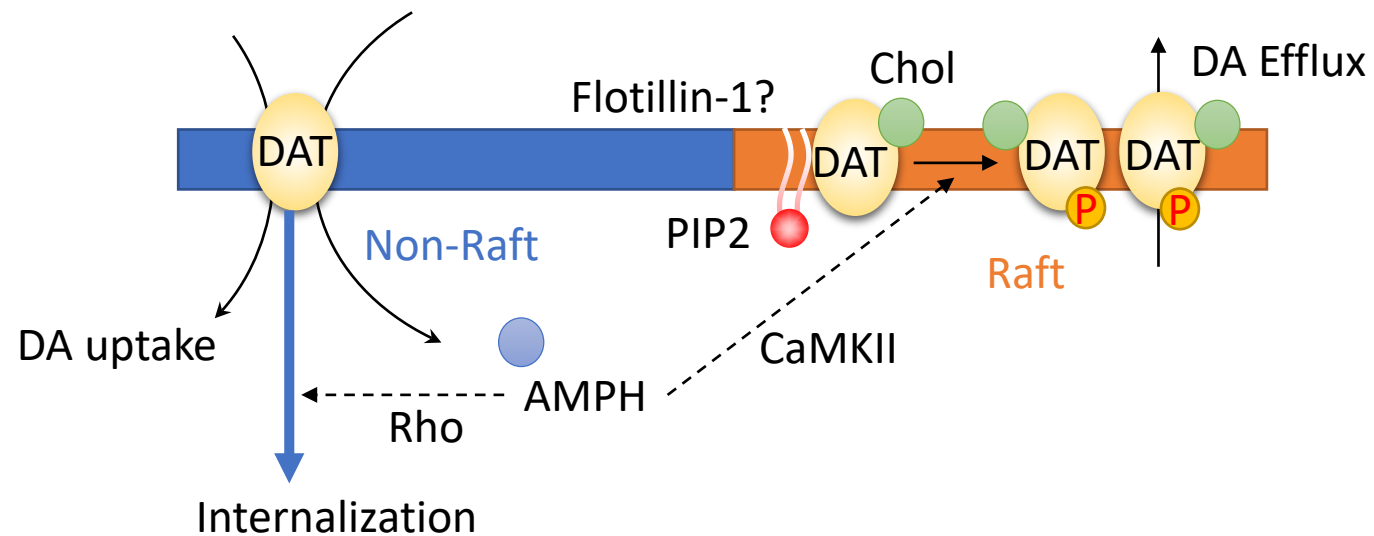 DA Efflux
Chol
Flotillin-1?
DAT
DAT
DAT
DAT
P
P
PIP2
Non-Raft
Raft
DA uptake
CaMKII
AMPH
Rho
Internalization